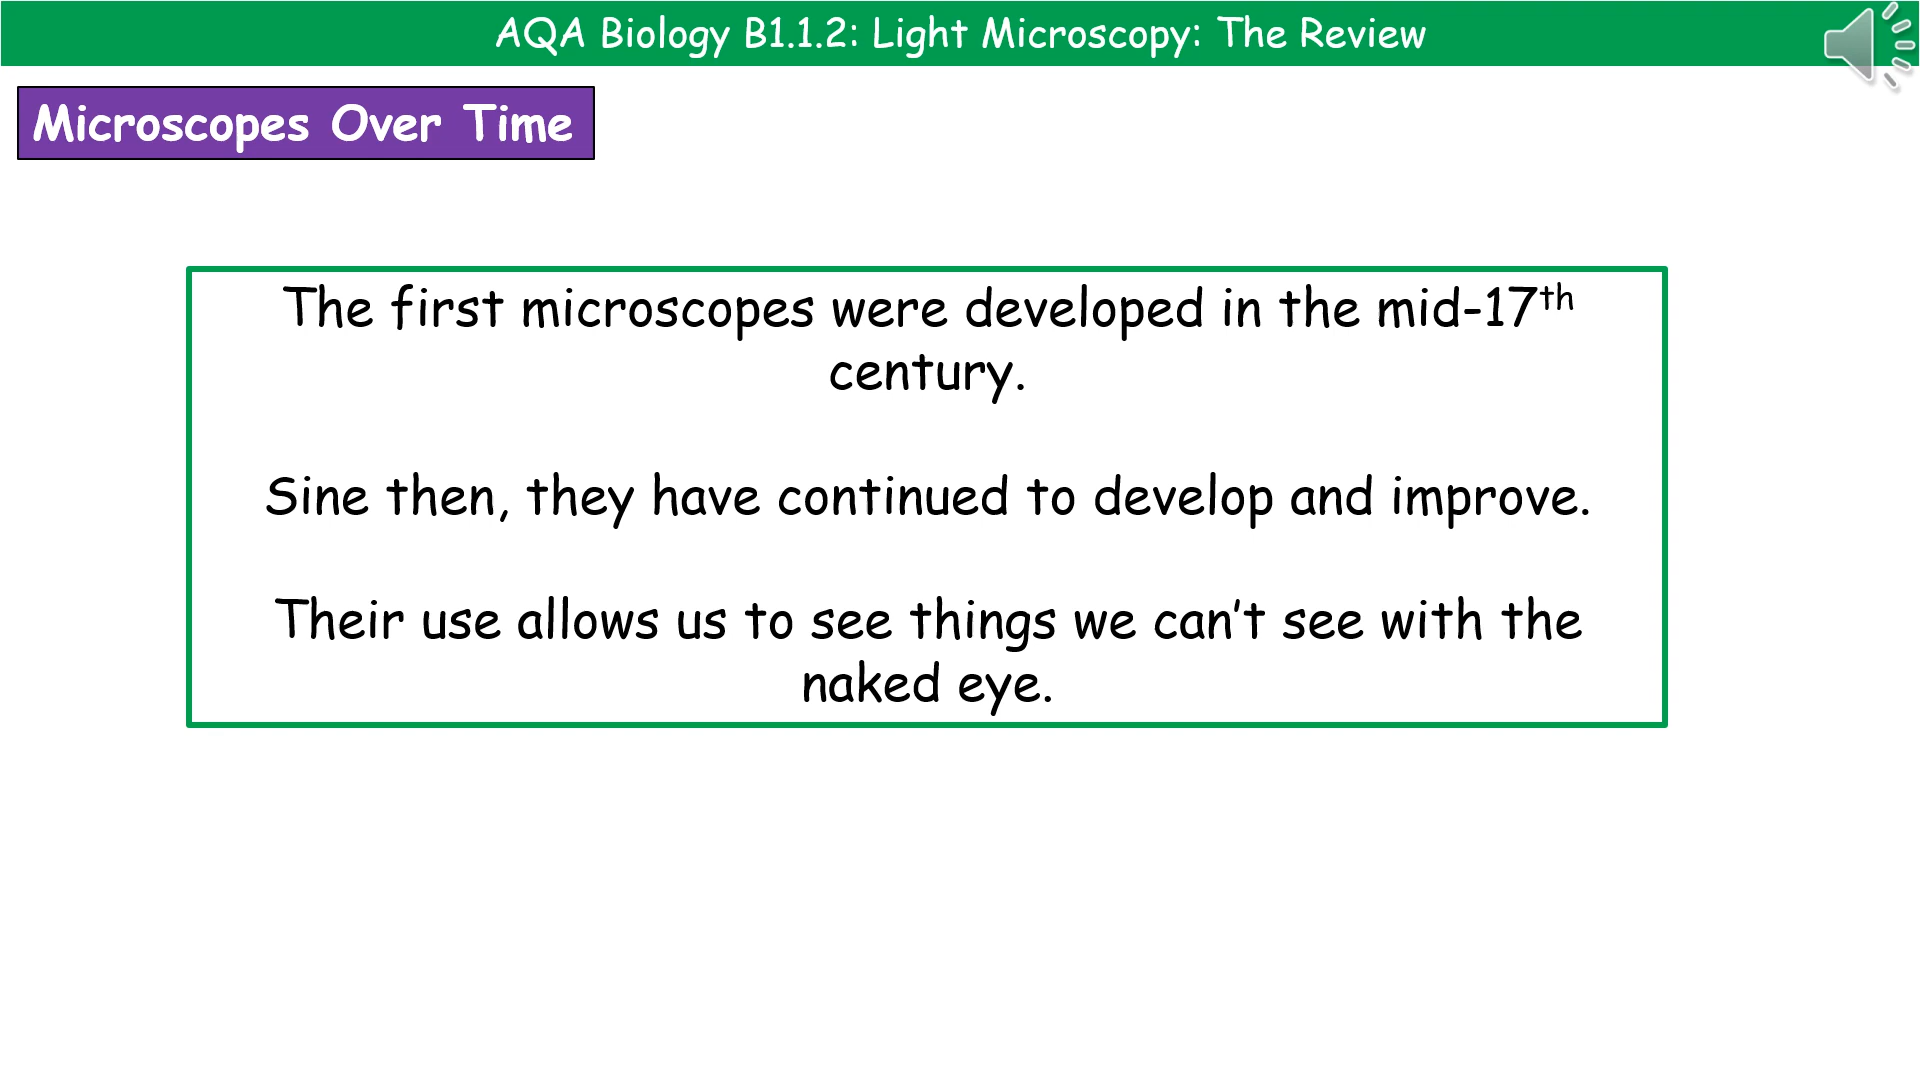 AQA Biology B1.1.2: Light Microscopy: The Review
Microscopes Over Time
The first microscopes were developed in the mid-17th
century.
Sine then, they have continued to develop and improve.
Their use allows us to see things we can’t see with the
naked eye.